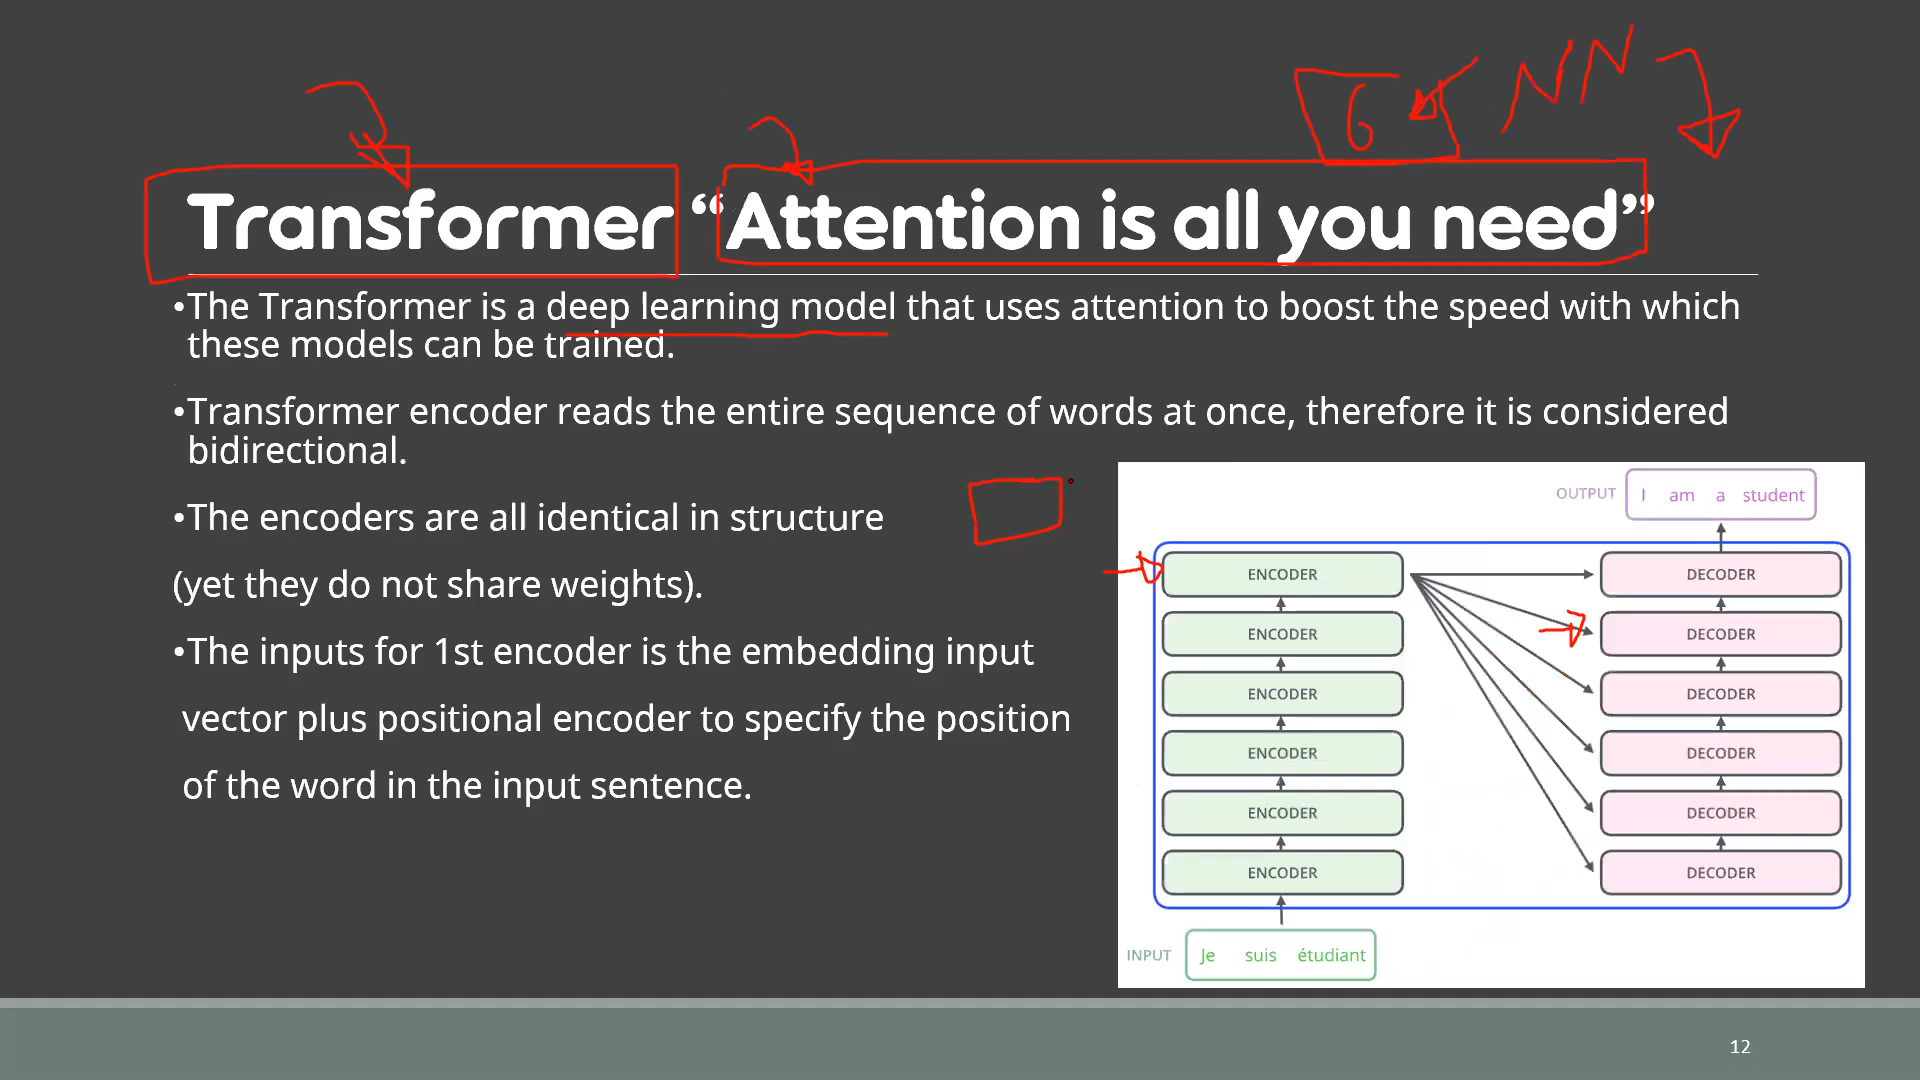 6 NN
Transformer “Attention is all you need”
•The Transformer is a deep learning model that uses attention to boost the speed with which
these models can be trained.
•Transformer encoder reads the entire sequence of words at once, therefore it is considered
bidirectional.
•The encoders are all identical in structure
(yet they do not share weights).
•The inputs for 1st encoder is the embedding input
vector plus positional encoder to specify the position
of the word in the input sentence.
OUTPUT I am a student
ENCODER DECODER
ENCODER DECODER
ENCODER DECODER
ENCODER DECODER
ENCODER DECODER
ENCODER DECODER
INPUT Je suis étudiant
12